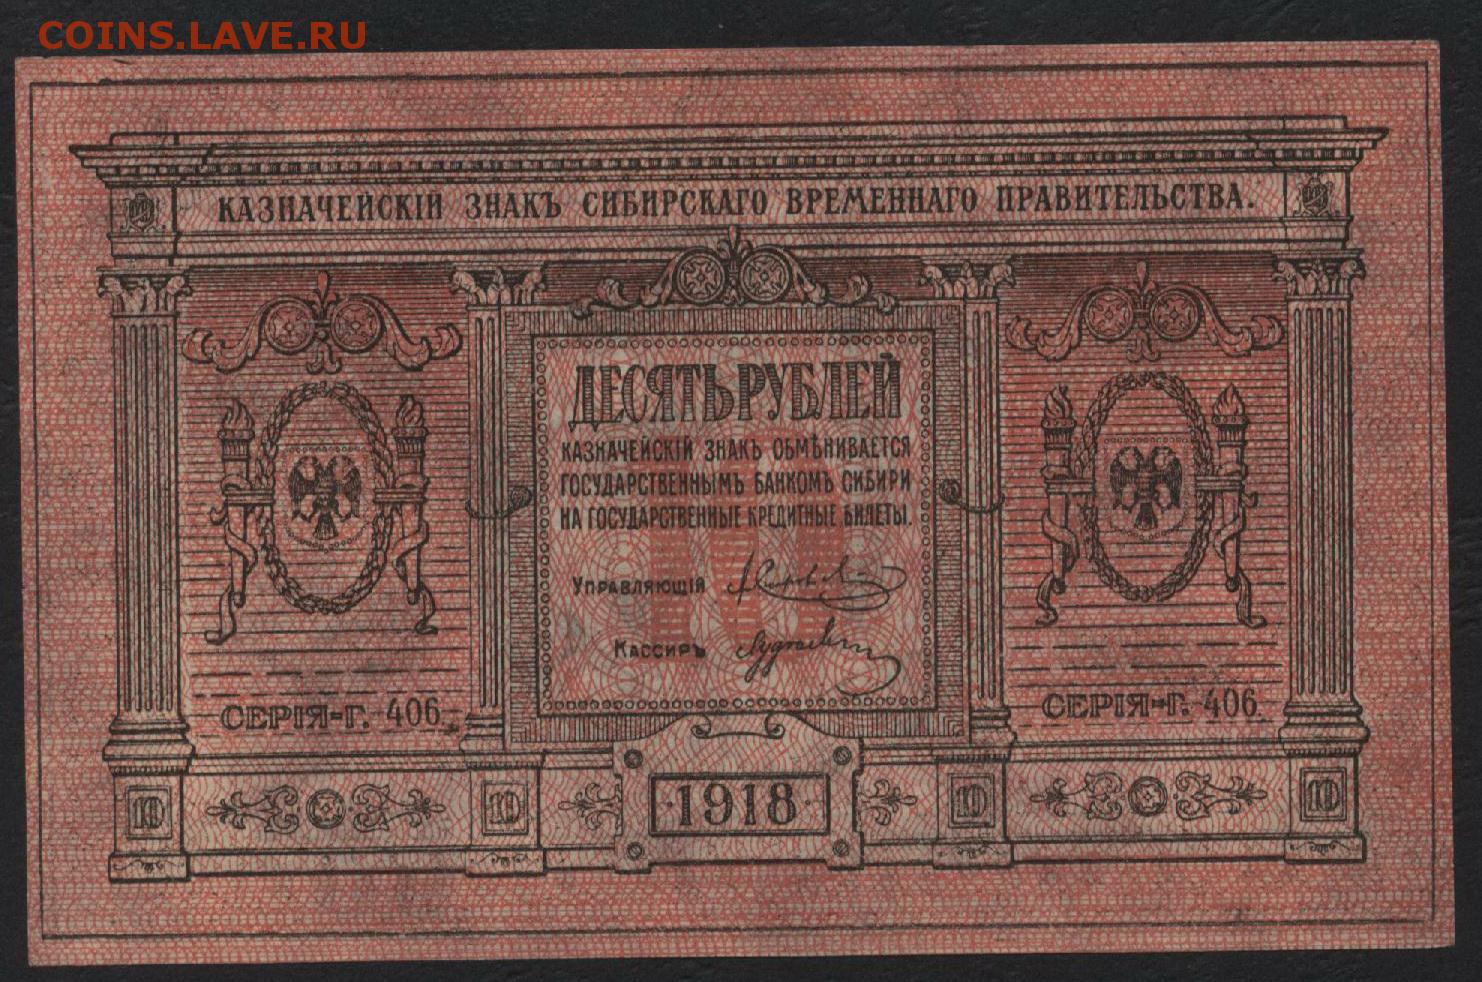 COINS.LAVE.RU
КАЗНАЧЕЙСКІЙ ЗНАКЪ СИБИРСКАГО ВРЕМЕННАГО ПРАВИТЕЛЬСТВА.
ДЕСЯТЬ РУБЛЕЙ
КАЗНАЧЕЙСКІЙ ЗНАКЪ ОБМѢНИВАЕТСЯ
ГОСУДАРСТВЕННЫМЪ БАНКОМЪ СИБИРИ
НА ГОСУДАРСТВЕННЫЕ КРЕДИТНЫЕ БИЛЕТЫ.
10
УПРАВЛЯЮЩІЙ
КАССИРЪ
СЕРІЯ-Г. 406.
СЕРІЯ-Г. 406.
10
10
1918
10
10